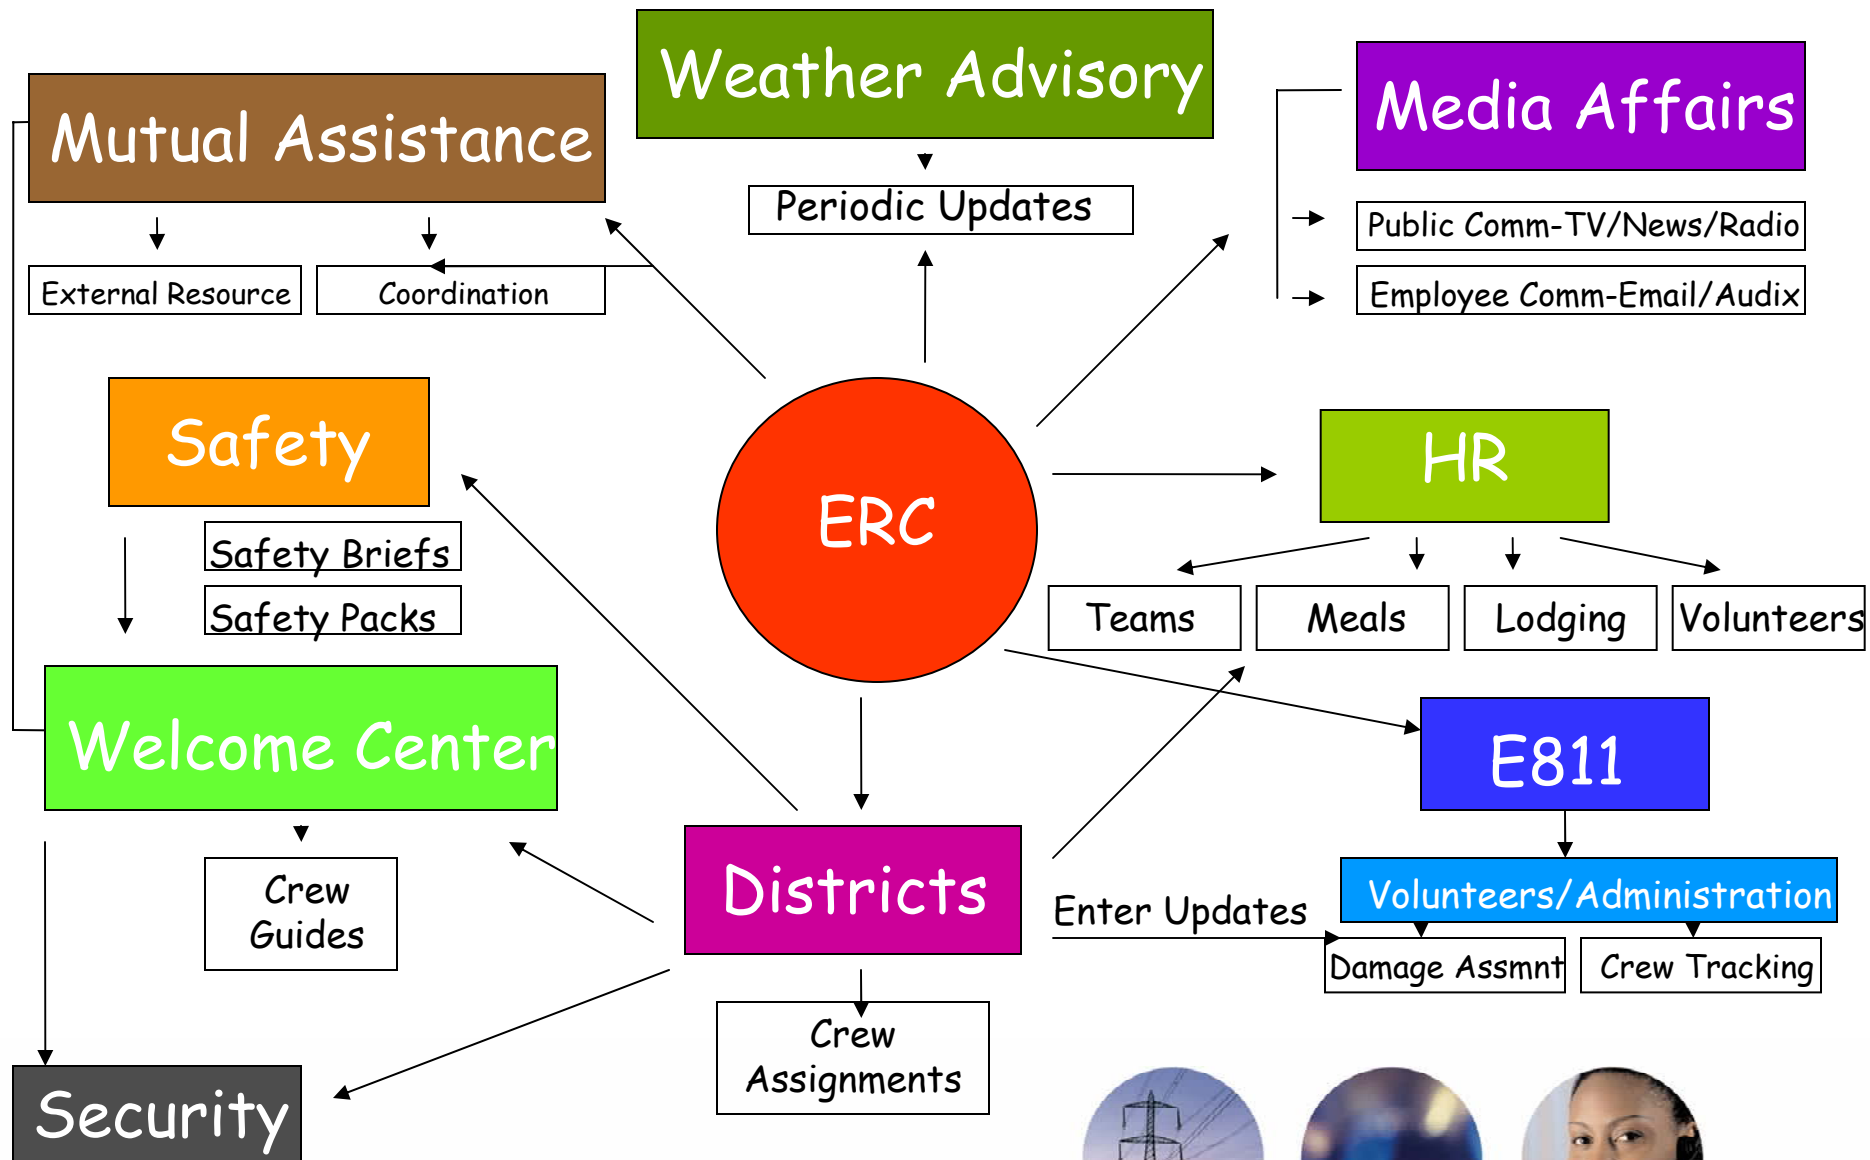 Weather Advisory
Mutual Assistance
Media Affairs
Periodic Updates
Public Comm-TV/News/Radio
External Resource
Coordination
Employee Comm-Email/Audix
Safety
ERC
HR
Safety Briefs
Safety Packs
Teams
Meals
Lodging
Volunteers
Welcome Center
E811
Districts
Crew
Guides
Enter Updates
Volunteers/Administration
Damage Assmnt
Crew Tracking
Crew
Assignments
Security